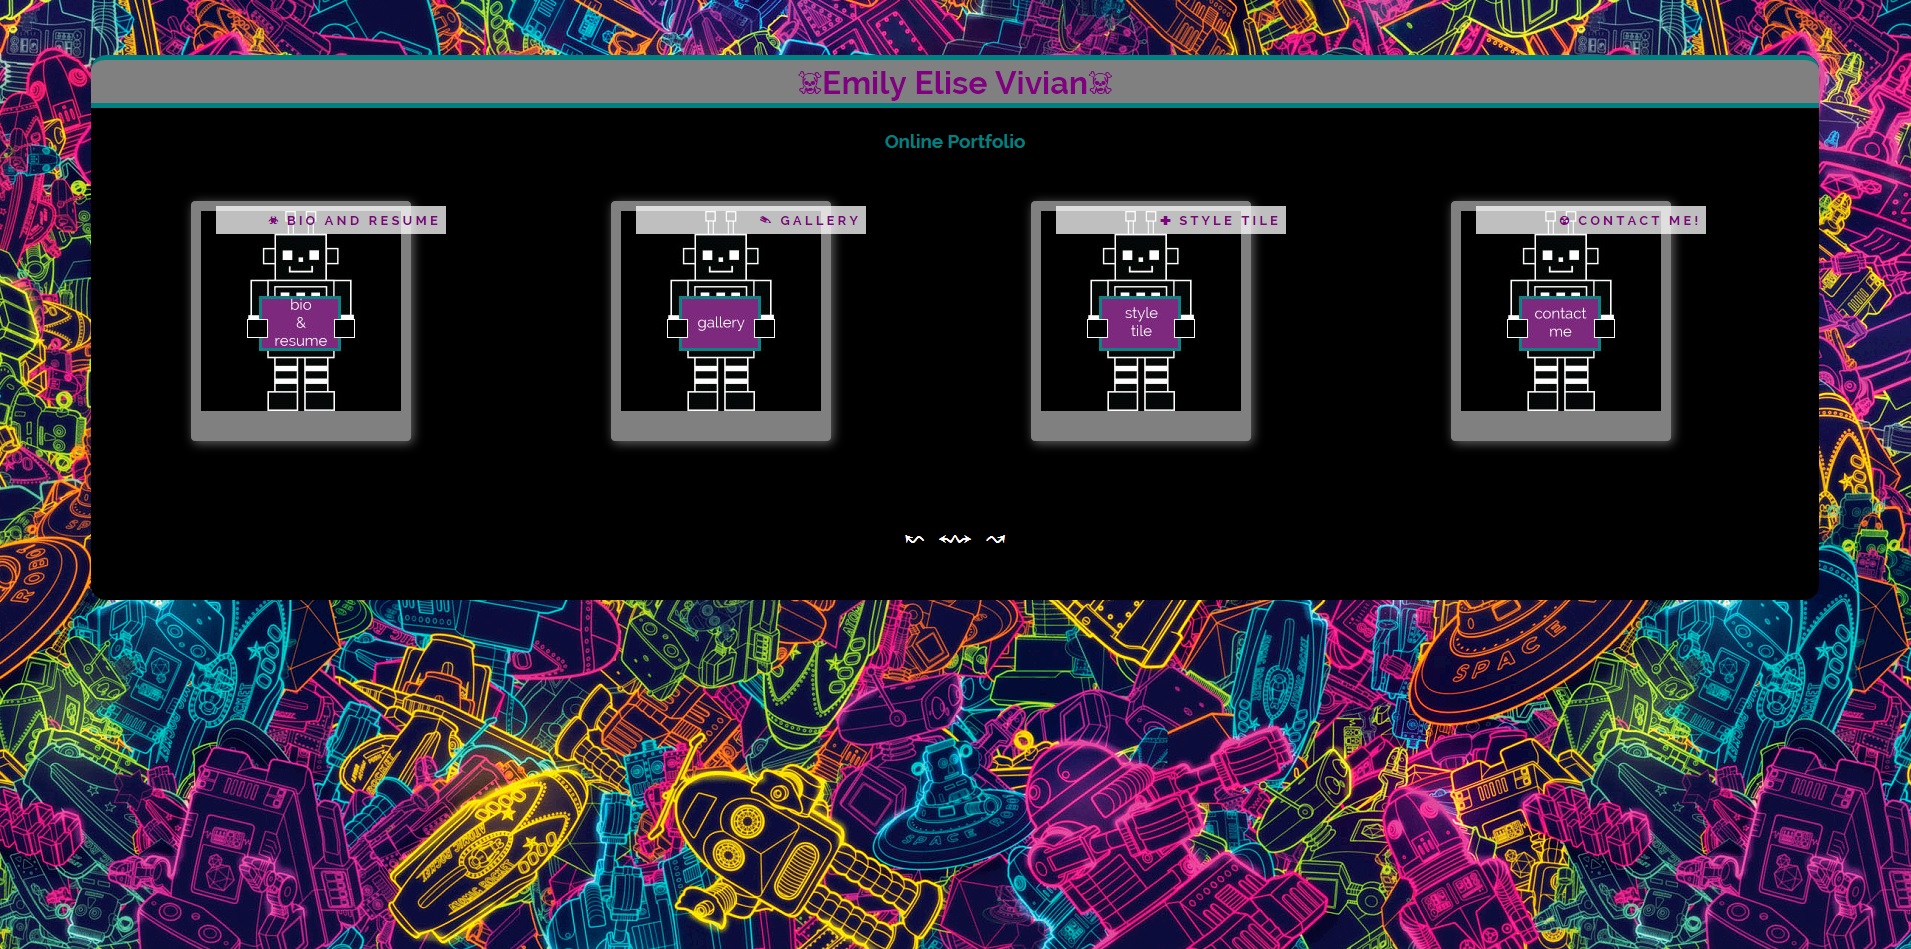 ☠Emily Elise Vivian☠
Online Portfolio
☣ BIO AND RESUME
✎ GALLERY
✚ STYLE TILE
☢ CONTACT ME!
bio
&
resume
gallery
style
tile
contact
me
ROBO
SPACE
SPACE RO